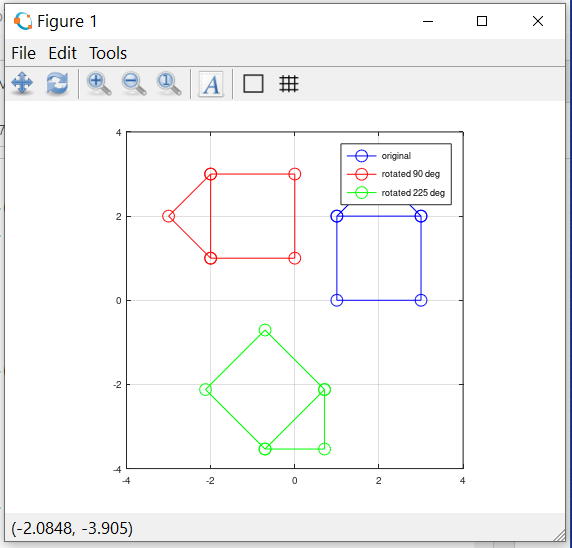 Figure 1
File Edit Tools
A
4
2
0
-2
-4
-4 -2 0 2 4
original
rotated 90 deg
rotated 225 deg
(-2.0848, -3.905)